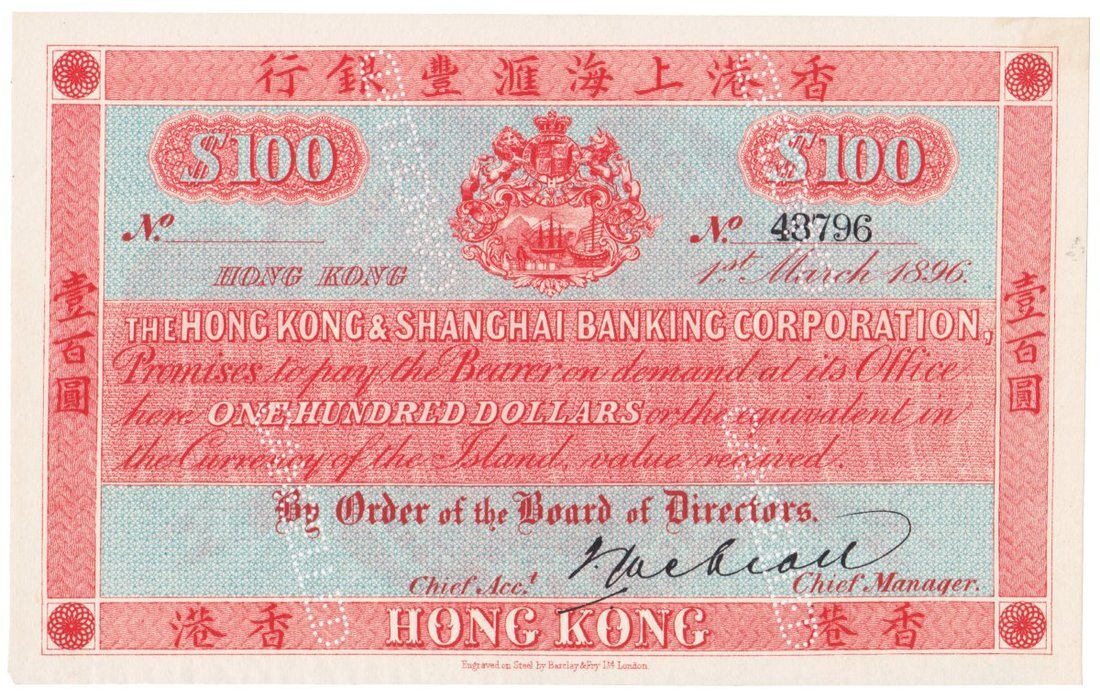 行銀豐滙海上港香
$100 $100
No. No. 43796
HONG KONG 1st. March 1896.
壹百圓
壹百圓
THE HONG KONG & SHANGHAI BANKING CORPORATION,
Promises to pay the Bearer on demand at its Office
here ONE HUNDRED DOLLARS or the equivalent in
the Currency of the Island, value received
By Order of the Board of Directors.
Chief Acct. Chief Manager.
港香 HONG KONG 港香
Engraved on Steel by Barclay & Fry Ltd. London.